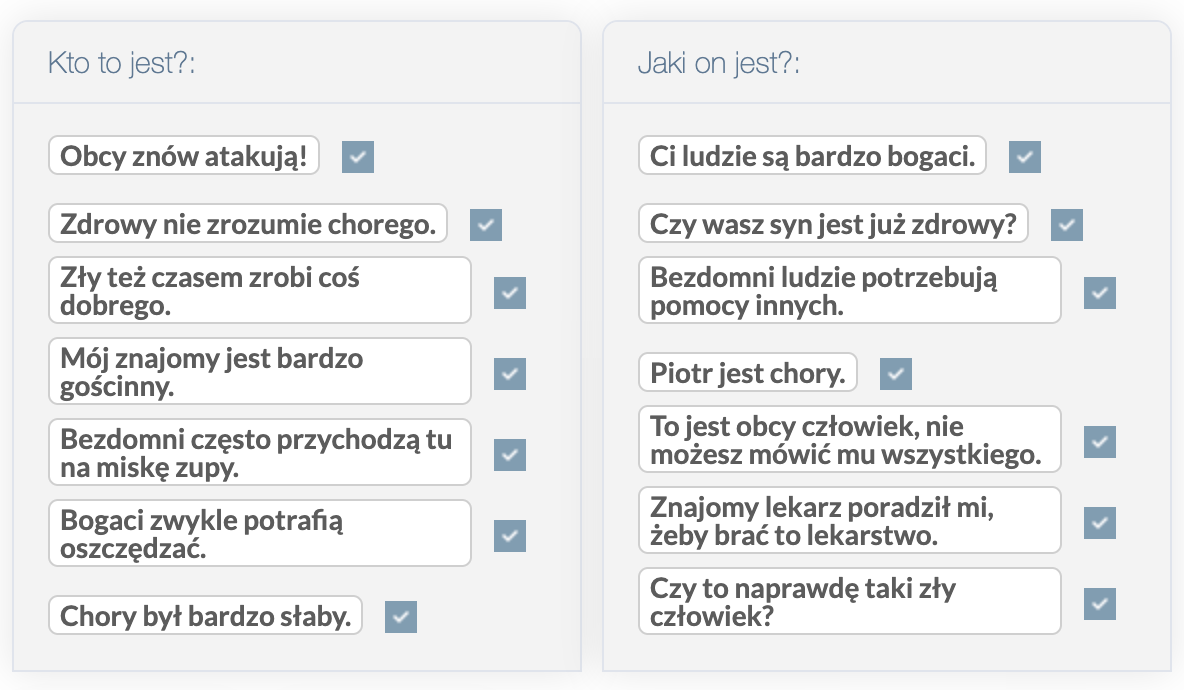 Kto to jest?:
Obcy znów atakują!
Zdrowy nie zrozumie chorego.
Zły też czasem zrobi coś
dobrego.
Mój znajomy jest bardzo
gościnny.
Bezdomni często przychodzą tu
na miskę zupy.
Bogaci zwykle potrafią
oszczędzać.
Chory był bardzo słaby.
Jaki on jest?:
Ci ludzie są bardzo bogaci.
Czy wasz syn jest już zdrowy?
Bezdomni ludzie potrzebują
pomocy innych.
Piotr jest chory.
To jest obcy człowiek, nie
możesz mówić mu wszystkiego.
Znajomy lekarz poradził mi,
żeby brać to lekarstwo.
Czy to naprawdę taki zły
człowiek?